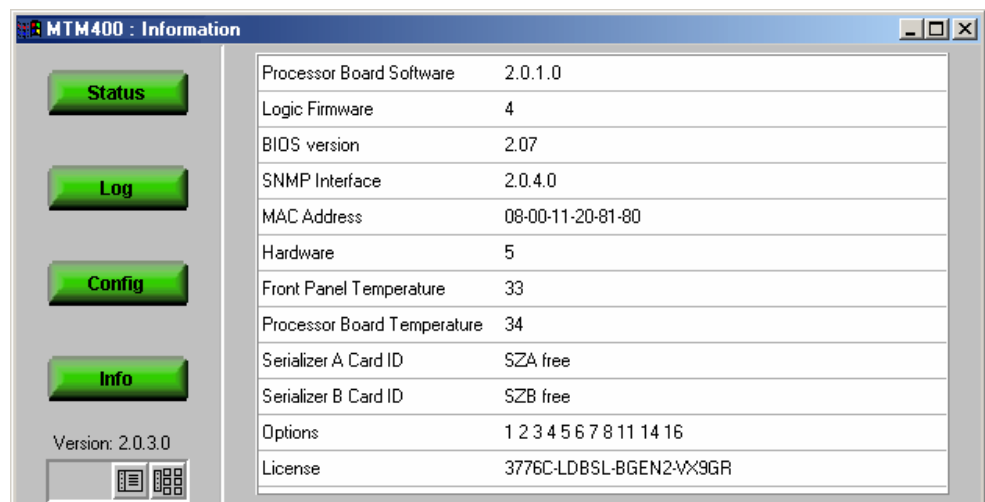 MTM400 : Information
Status
Log
Config
Info
Version: 2.0.3.0
Processor Board Software 2.0.1.0
Logic Firmware 4
BIOS version 2.07
SNMP Interface 2.0.4.0
MAC Address 08-00-11-20-81-80
Hardware 5
Front Panel Temperature 33
Processor Board Temperature 34
Serializer A Card ID SZA free
Serializer B Card ID SZB free
Options 1 2 3 4 5 6 7 8 11 14 16
License 3776C-LDBSL-BGEN2-VX9GR